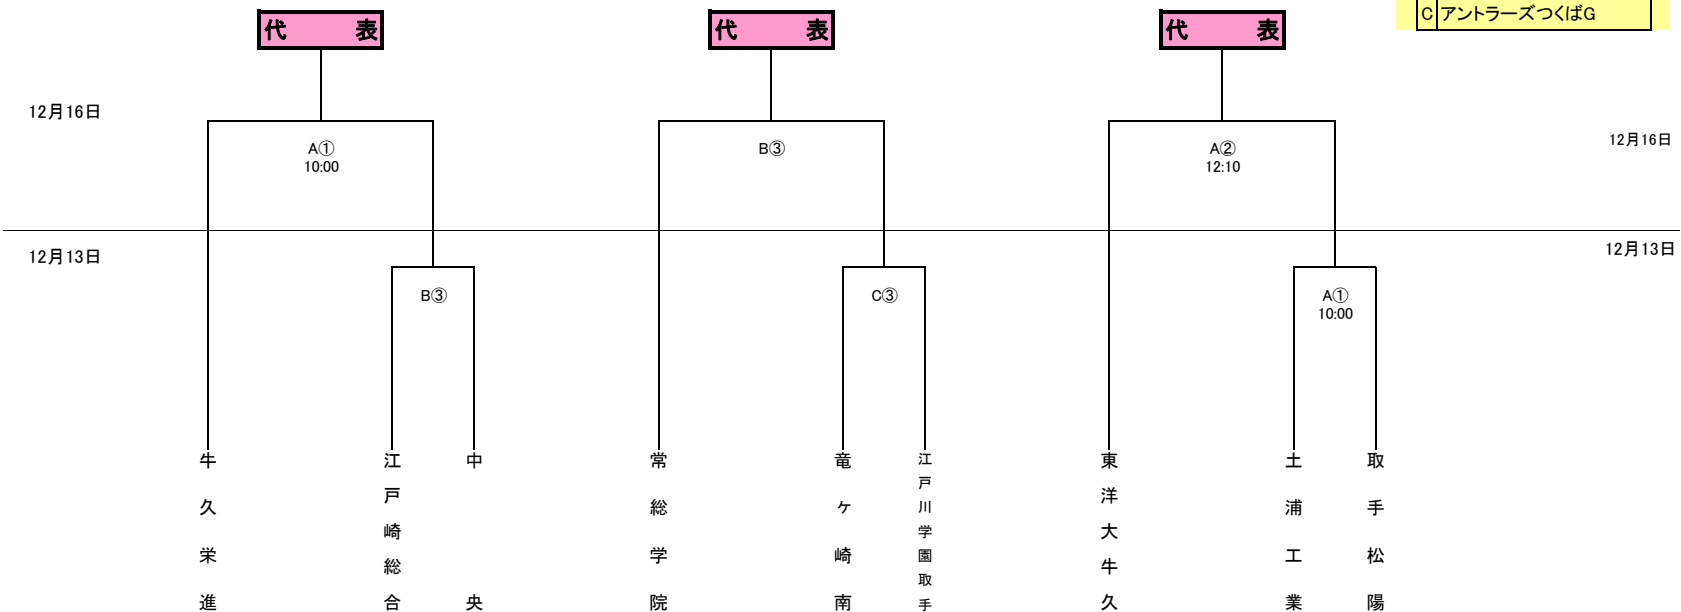 C アントラーズつくばG
代 表
代 表
代 表
12月16日
12月16日
A①
10:00
B③
A②
12:10
12月13日
12月13日
B③
C③
A①
10:00
牛久栄進
江戸崎総合
中央
常総学院
竜ヶ崎南
江戸川学園取手
東洋大牛久
土浦工業
取手松陽